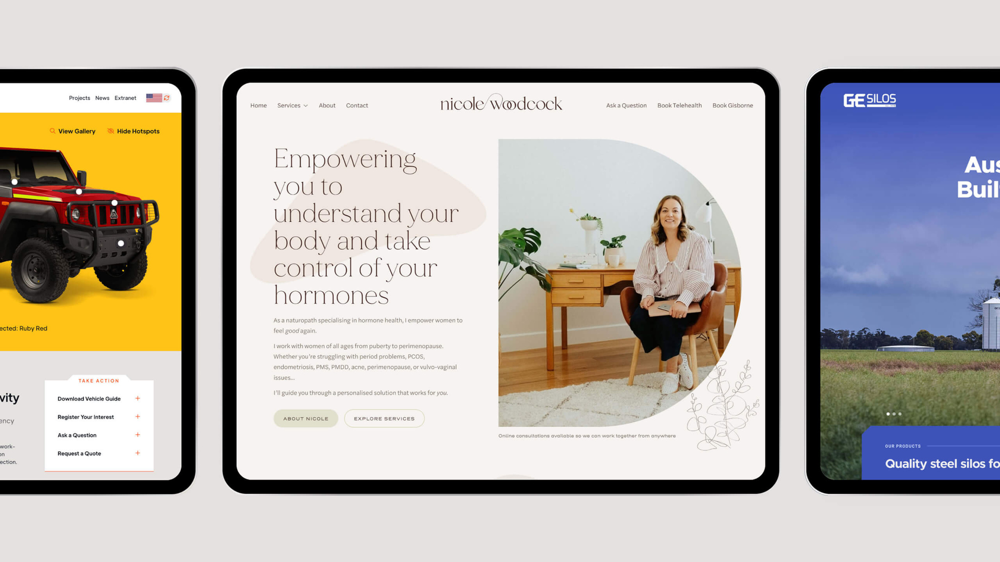 Projects News Extranet
View Gallery Hide Hotspots
Selected: Ruby Red
TAKE ACTION
Download Vehicle Guide
Register Your Interest
Ask a Question
Request a Quote
Home Services About Contact
nicole woodcock
Ask a Question Book Telehealth Book Gisborne
Empowering
you to
understand your
body and take
control of your
hormones
As a naturopath specialising in hormone health, I empower women to
feel good again.
I work with women of all ages from puberty to perimenopause.
Whether you're struggling with period problems, PCOS,
endometriosis, PMS, PMDD, acne, perimenopause, or vulvo-vaginal
issues...
I'll guide you through a personalised solution that works for you.
ABOUT NICOLE EXPLORE SERVICES
Online consultations available so we can work together from anywhere
GE SILOS
Aus
Buil
OUR PRODUCTS
Quality steel silos fo